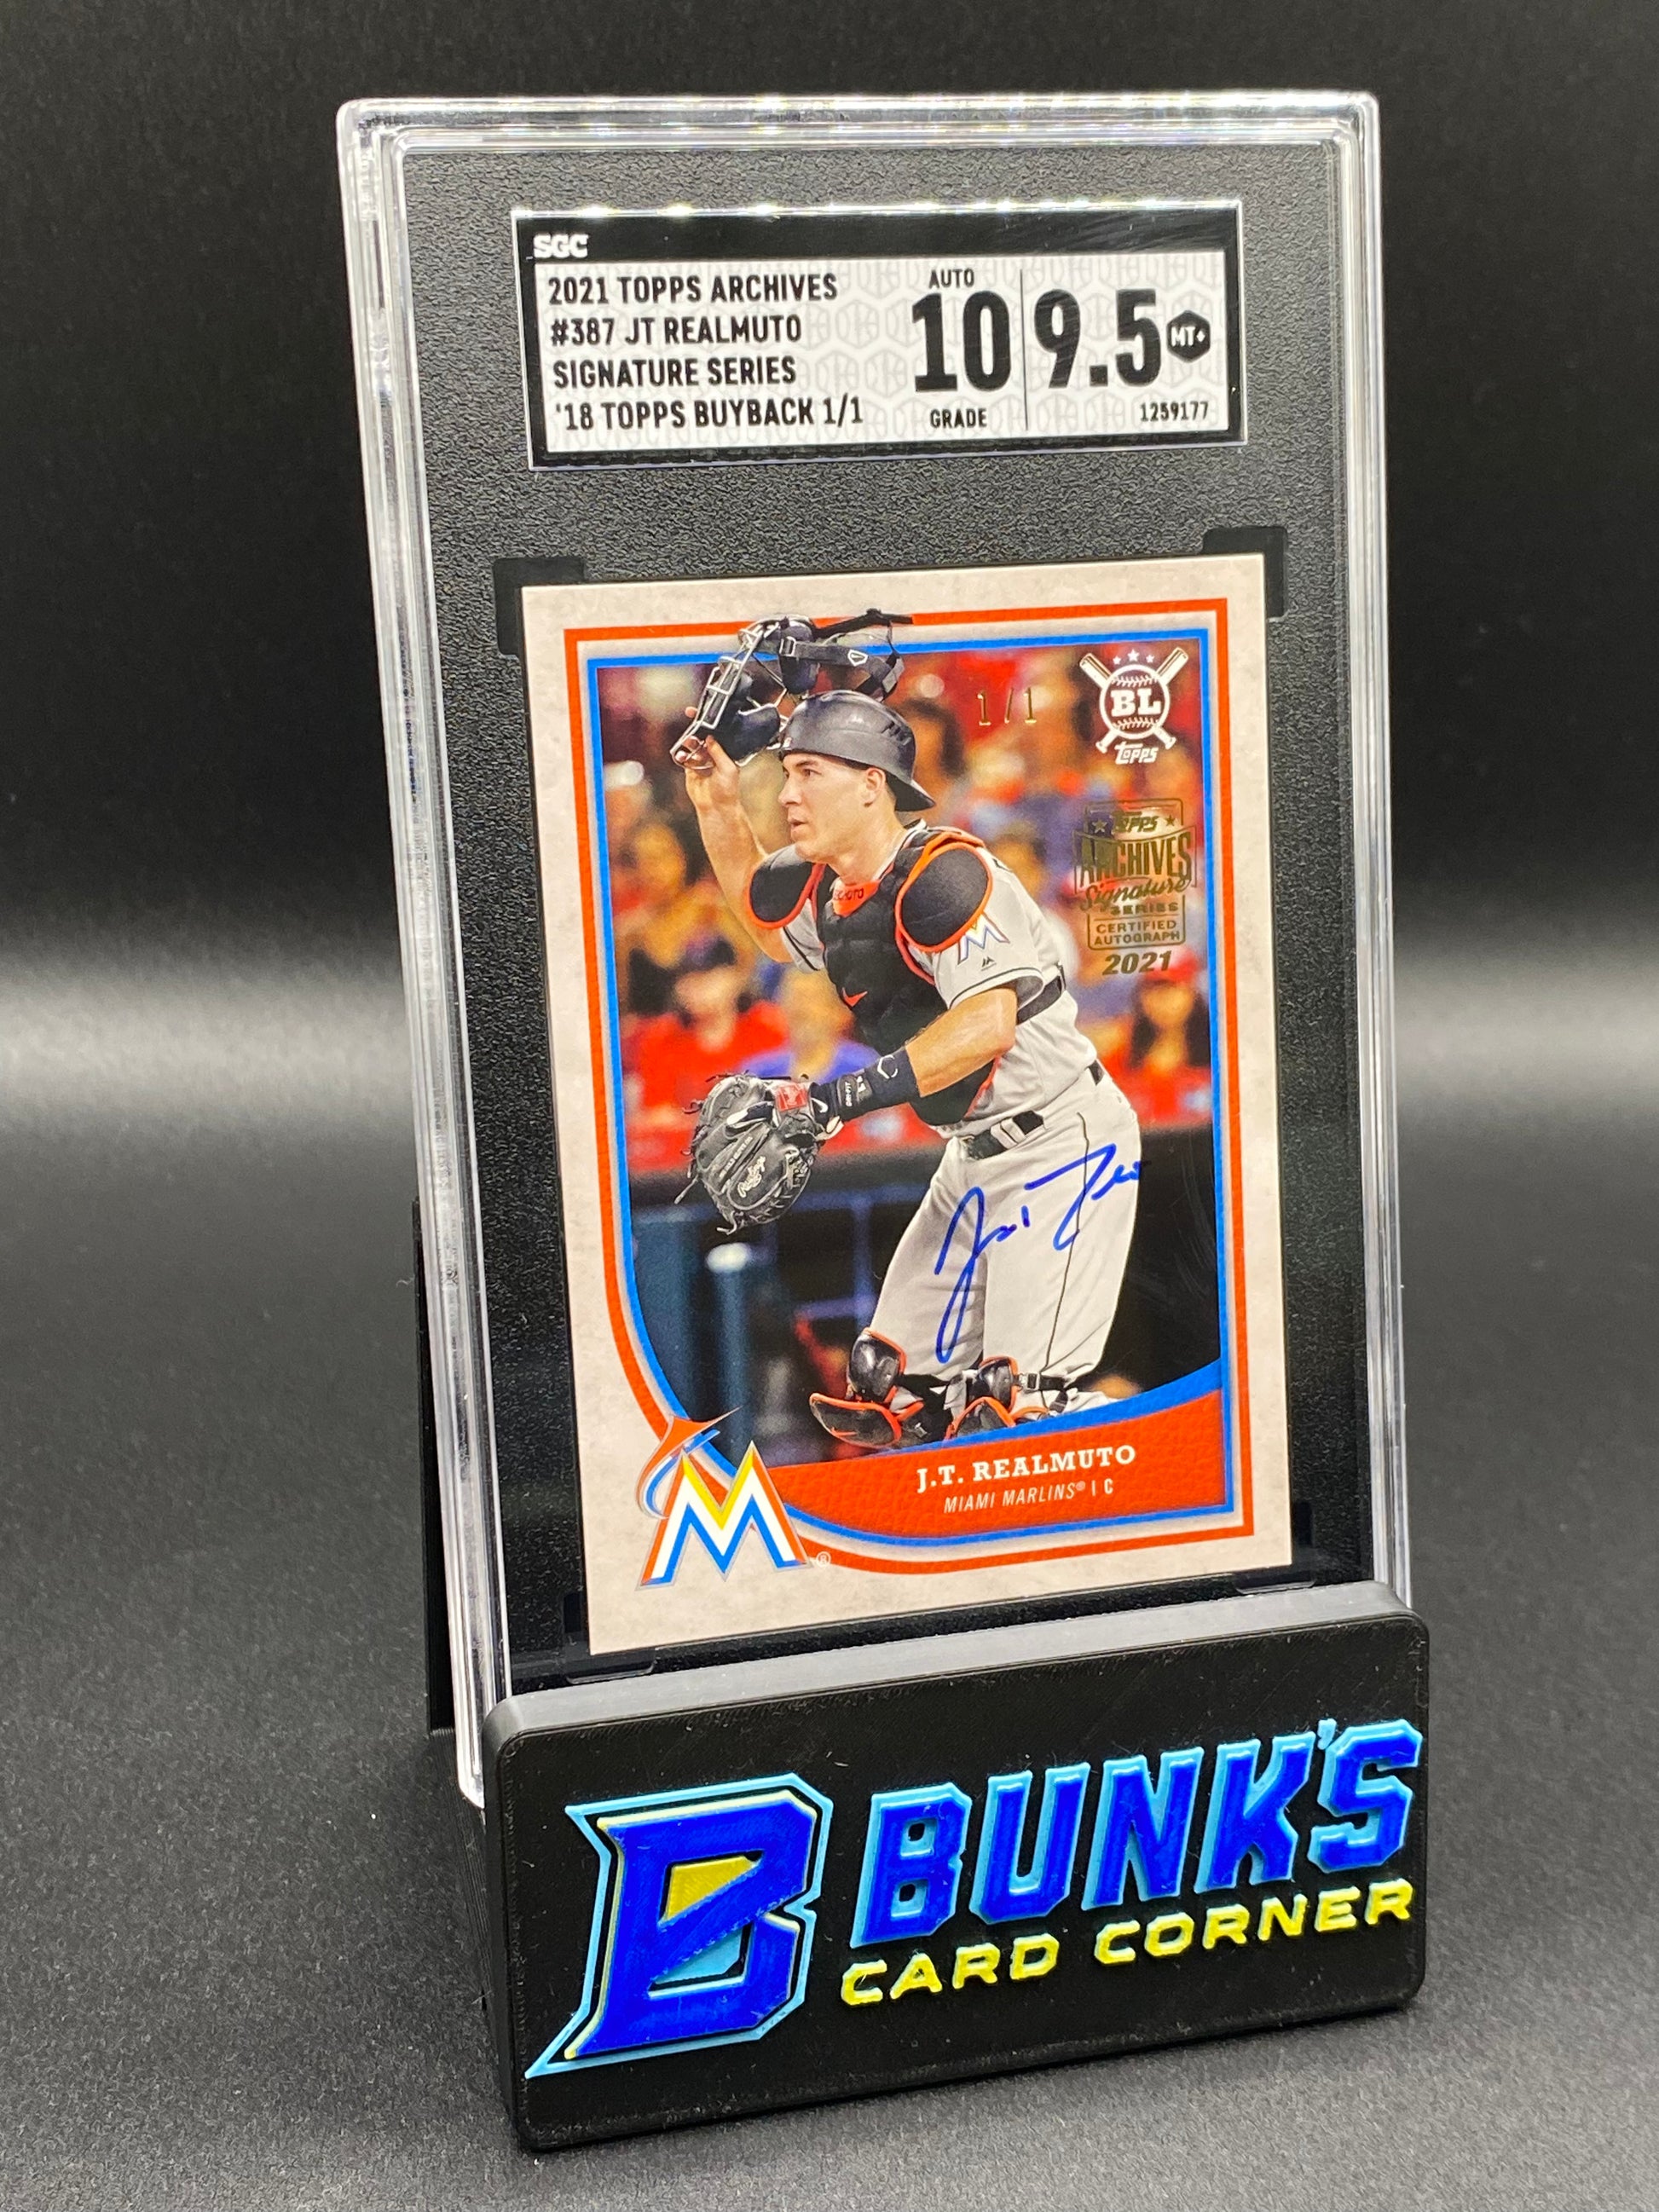 SGC
2021 TOPPS ARCHIVES
#387 JT REALMUTO
SIGNATURE SERIES
'18 TOPPS BUYBACK 1/1
AUTO
10
GRADE
9.5 MT+
1259177
1/1
BL
Topps
TOPPS
ARCHIVES
Signature
SERIES
CERTIFIED
AUTOGRAPH
2021
Rawlings
J.T. REALMUTO
MIAMI MARLINS® | C
M
®
B
BUNK'S
CARD CORNER